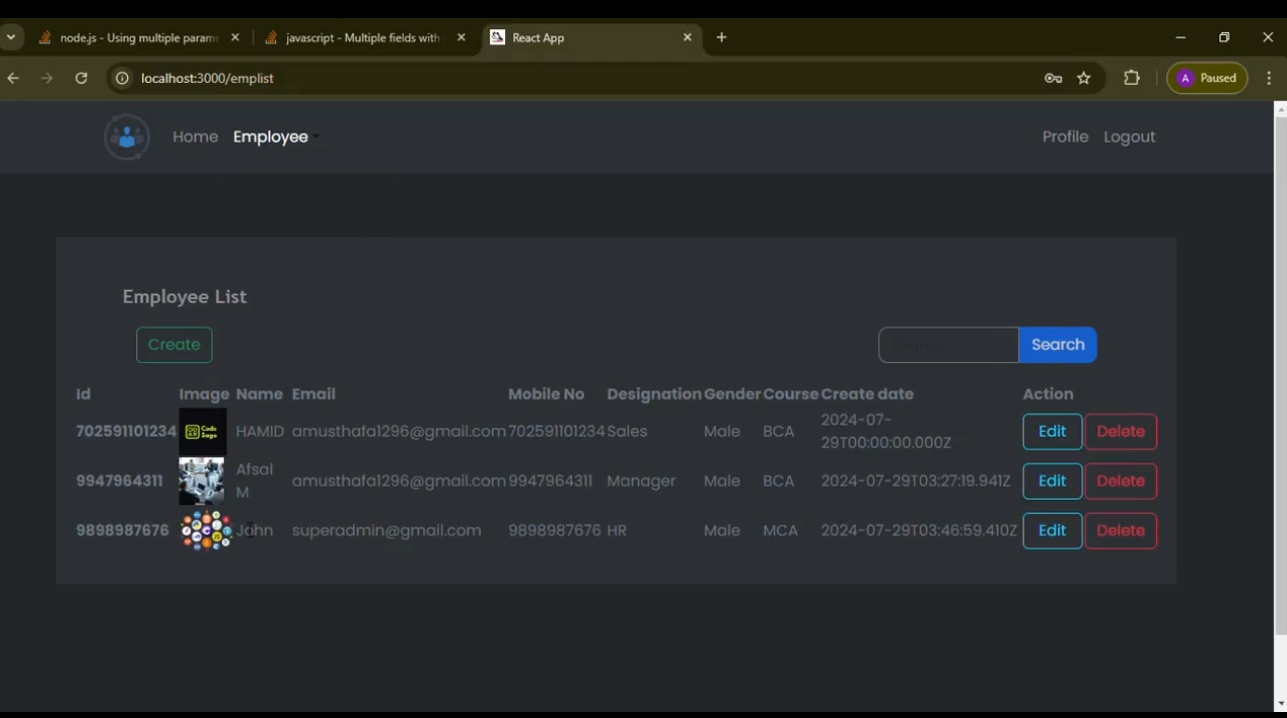 node.js - Using multiple param
javascript - Multiple fields with
React App
localhost:3000/emplist
A Paused
Home Employee Profile Logout
Employee List
Create Search
Id Image Name Email Mobile No Designation Gender Course Create date Action
702591101234 Code Sage HAMID amusthafa1296@gmail.com 702591101234 Sales Male BCA 2024-07-
29T00:00:00.000Z Edit Delete
9947964311 Afsal
M amusthafa1296@gmail.com 9947964311 Manager Male BCA 2024-07-29T03:27:19.941Z Edit Delete
9898987676 John superadmin@gmail.com 9898987676 HR Male MCA 2024-07-29T03:46:59.410Z Edit Delete